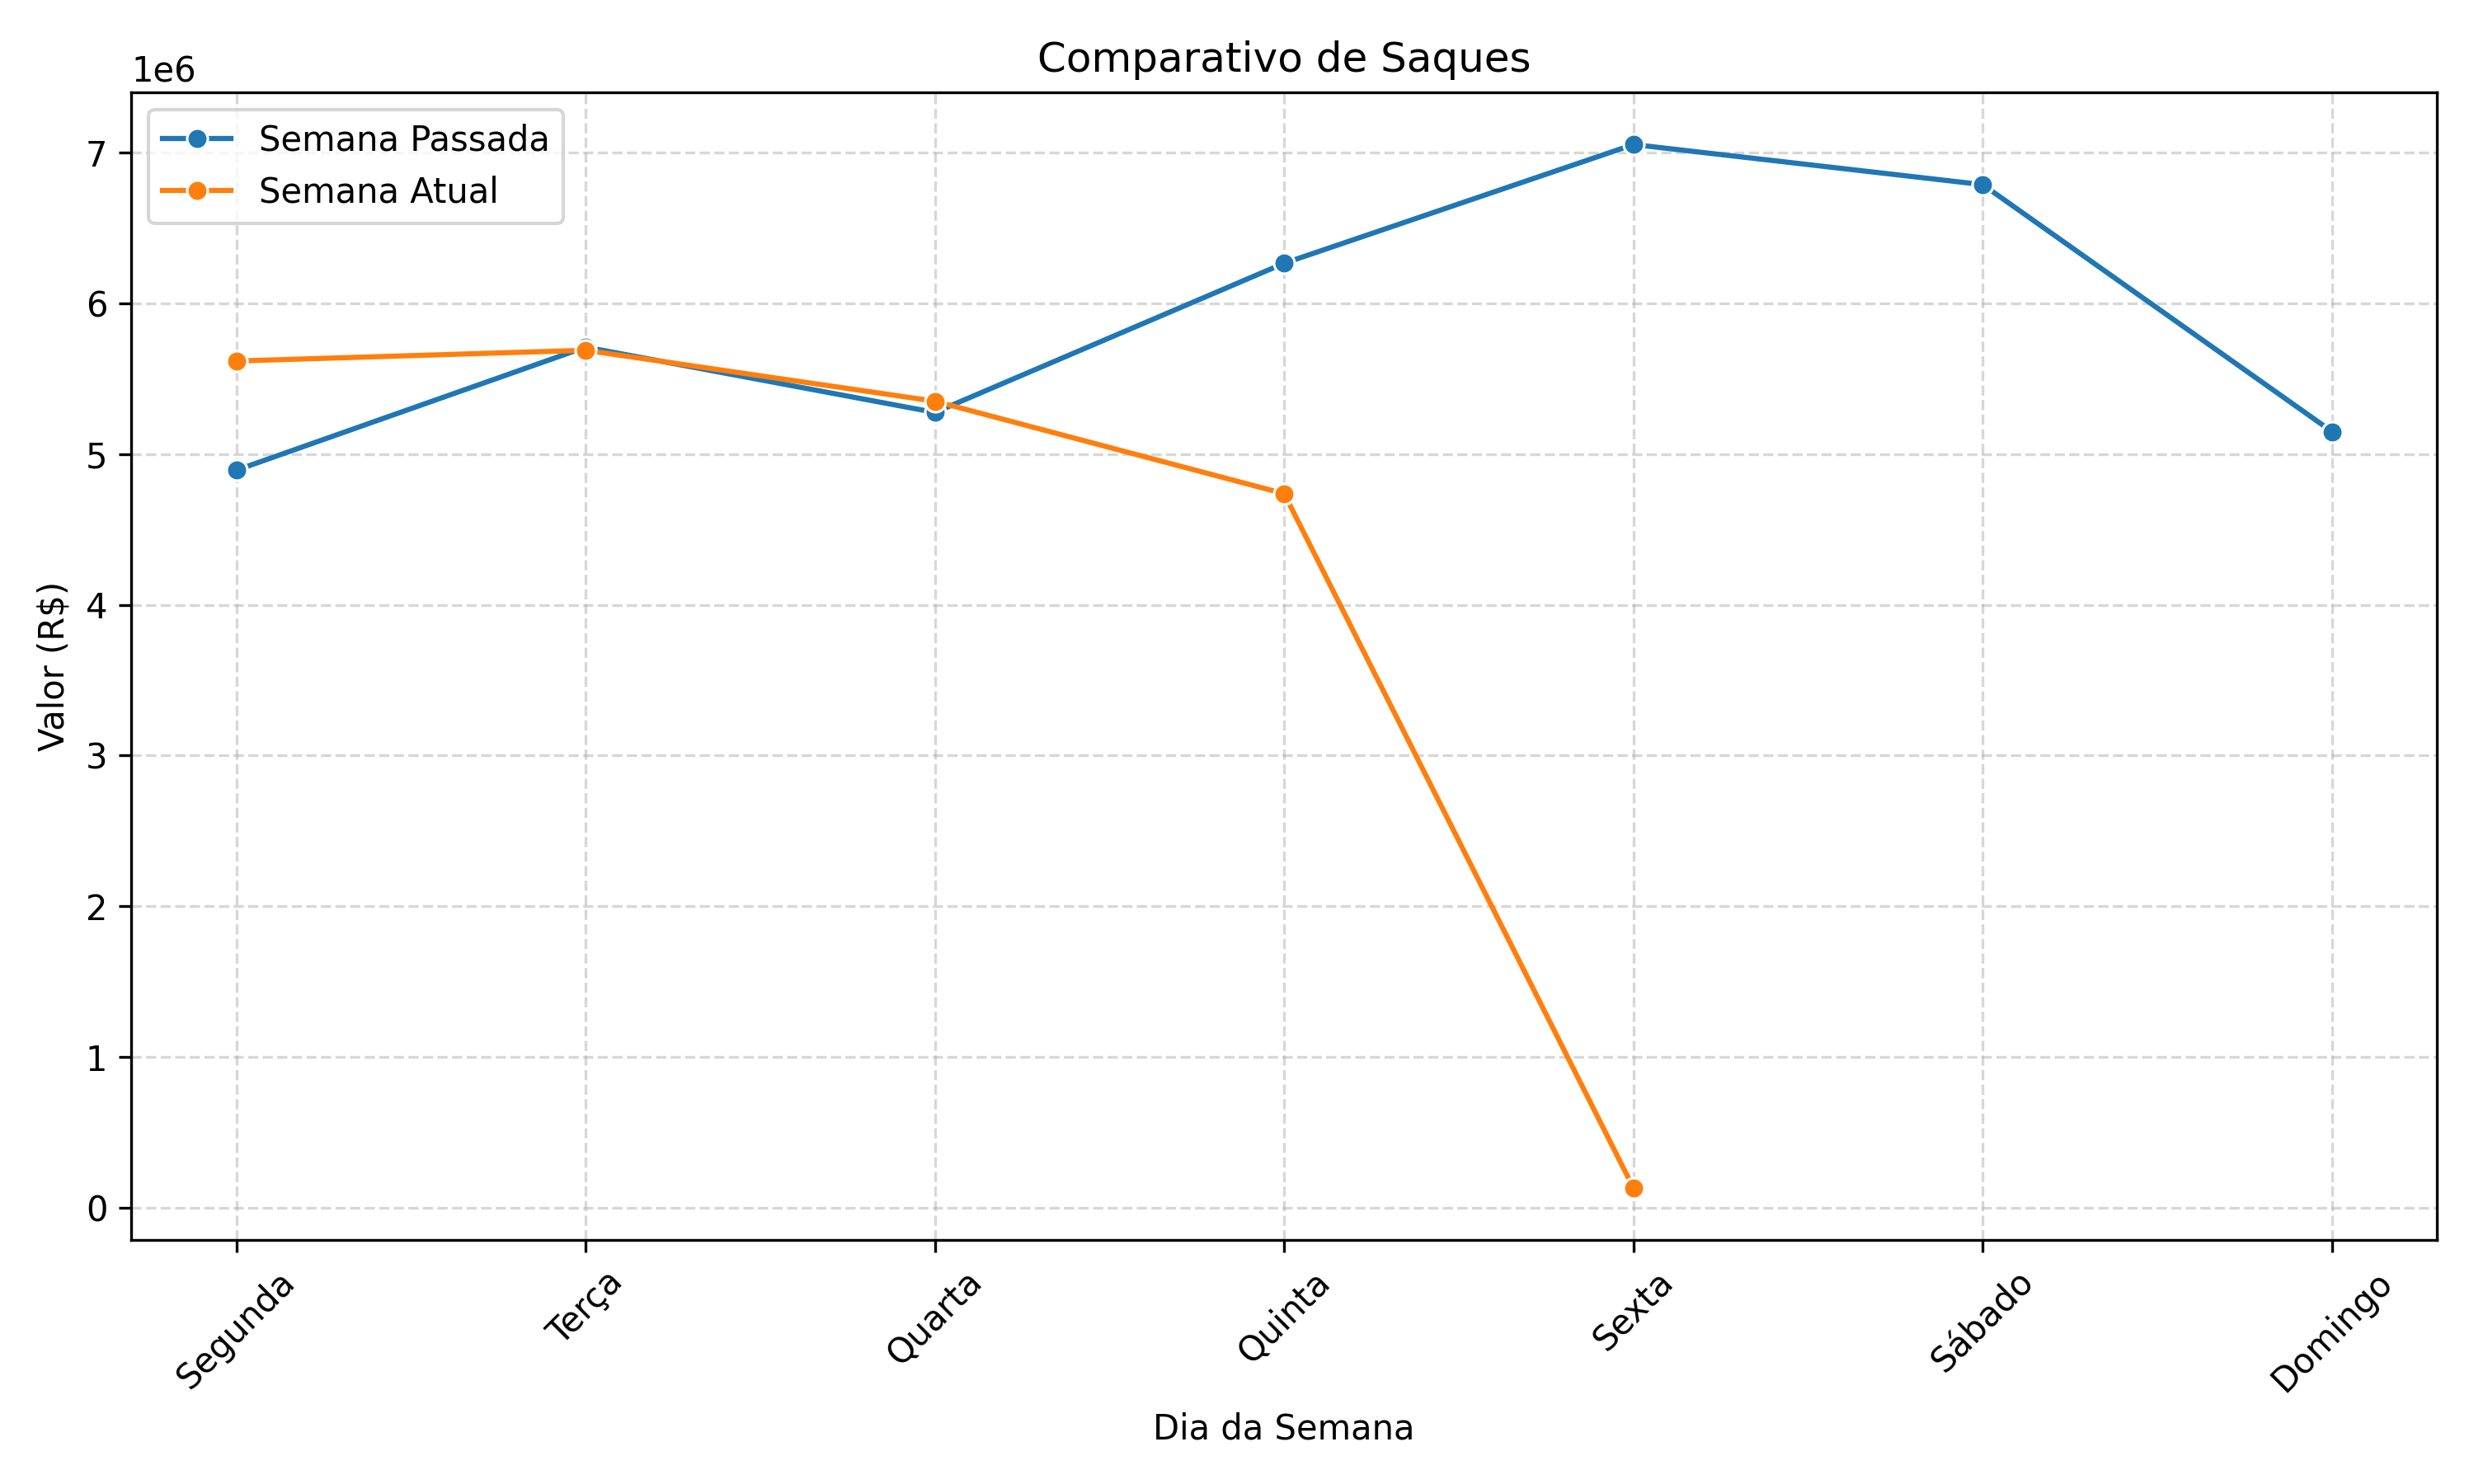 Comparativo de Saques
1e6
Semana Passada
Semana Atual
7
6
5
4
3
2
1
0
Valor (R$)
Segunda
Terça
Quarta
Quinta
Sexta
Sábado
Domingo
Dia da Semana